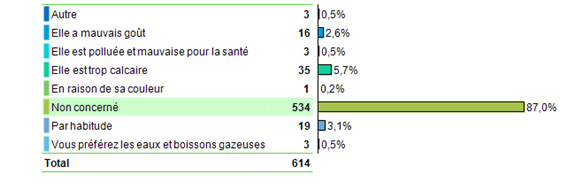 Autre 3 0,5%
Elle a mauvais goût 16 2,6%
Elle est polluée et mauvaise pour la santé 3 0,5%
Elle est trop calcaire 35 5,7%
En raison de sa couleur 1 0,2%
Non concerné 534 87,0%
Par habitude 19 3,1%
Vous préférez les eaux et boissons gazeuses 3 0,5%
Total 614